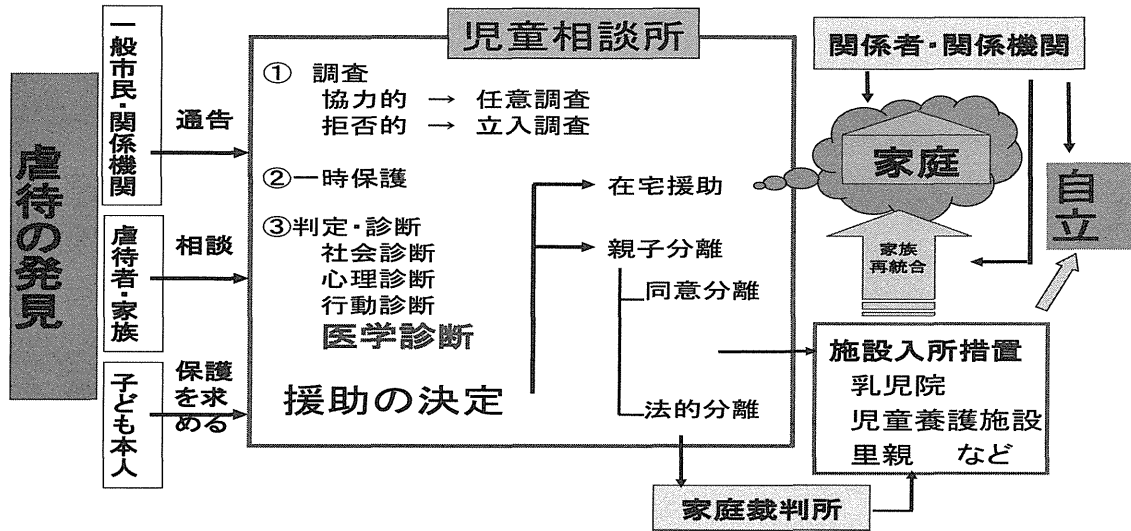 虐待の発見
一般市民・関係機関
通告
虐待者・家族
相談
子ども本人
保護
を求
める
児童相談所
① 調査
協力的 → 任意調査
拒否的 → 立入調査
②一時保護
③判定・診断
社会診断
心理診断
行動診断
医学診断
援助の決定
在宅援助
親子分離
同意分離
法的分離
家庭裁判所
関係者・関係機関
家庭
家族
再統合
自立
施設入所措置
乳児院
児童養護施設
里親 など